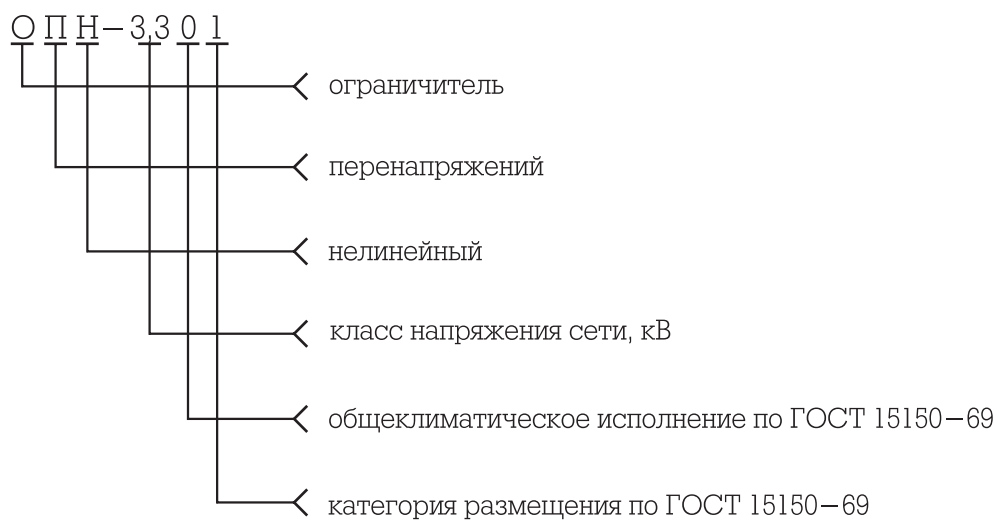 ОПН–3,3 0 1
ограничитель
перенапряжений
нелинейный
класс напряжения сети, кВ
общеклиматическое исполнение по ГОСТ 15150–69
категория размещения по ГОСТ 15150–69